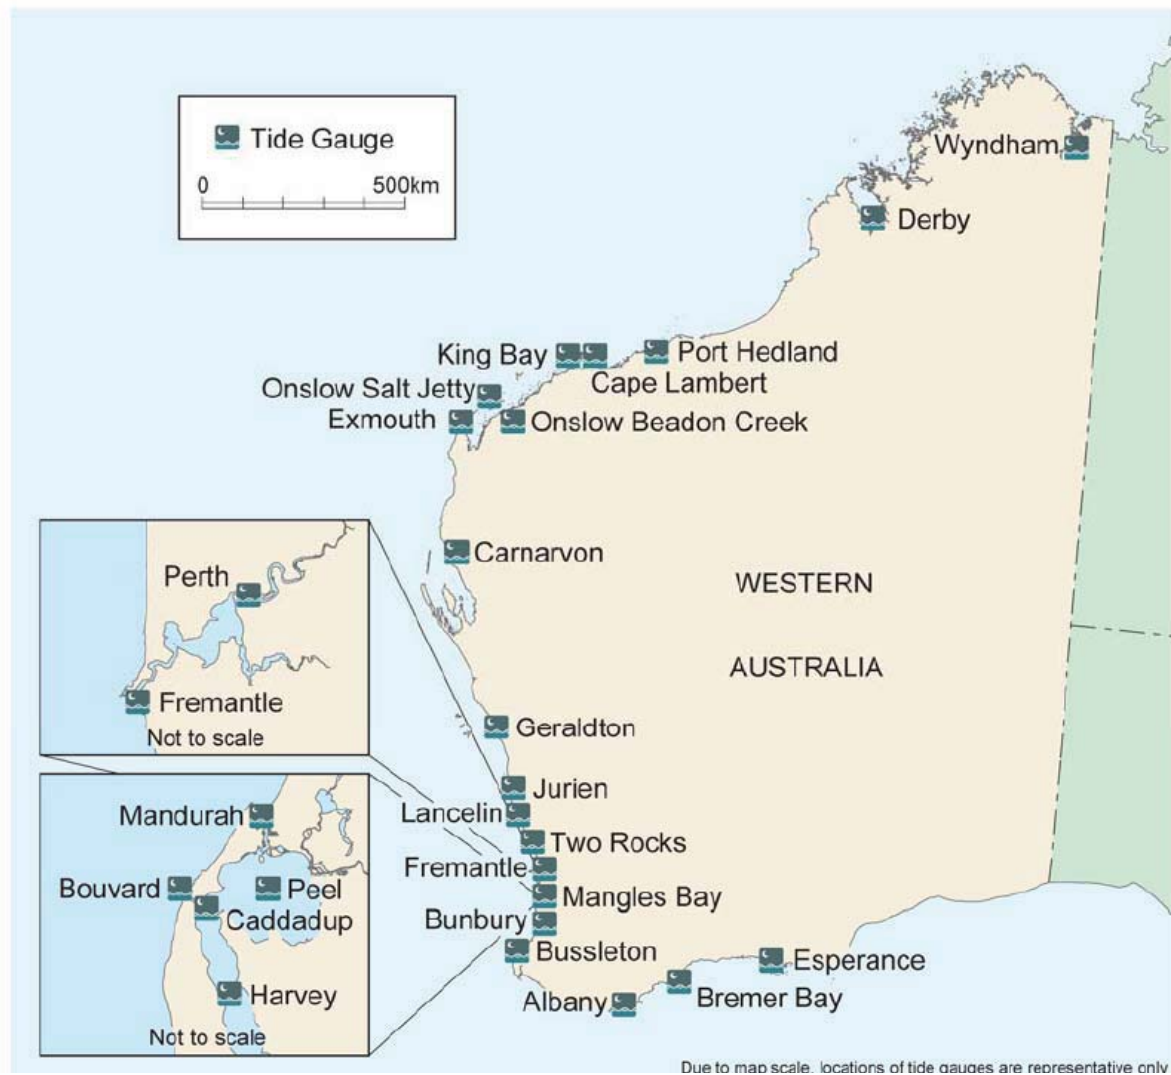 Tide Gauge
0 500km
Wyndham
Derby
King Bay
Port Hedland
Cape Lambert
Onslow Salt Jetty
Exmouth
Onslow Beadon Creek
Carnarvon
WESTERN
AUSTRALIA
Perth
Fremantle
Not to scale
Geraldton
Jurien
Lancelin
Two Rocks
Fremantle
Mangles Bay
Bunbury
Bussleton
Esperance
Bremer Bay
Albany
Mandurah
Bouvard
Peel
Caddadup
Harvey
Not to scale
Due to map scale, locations of tide gauges are representative only